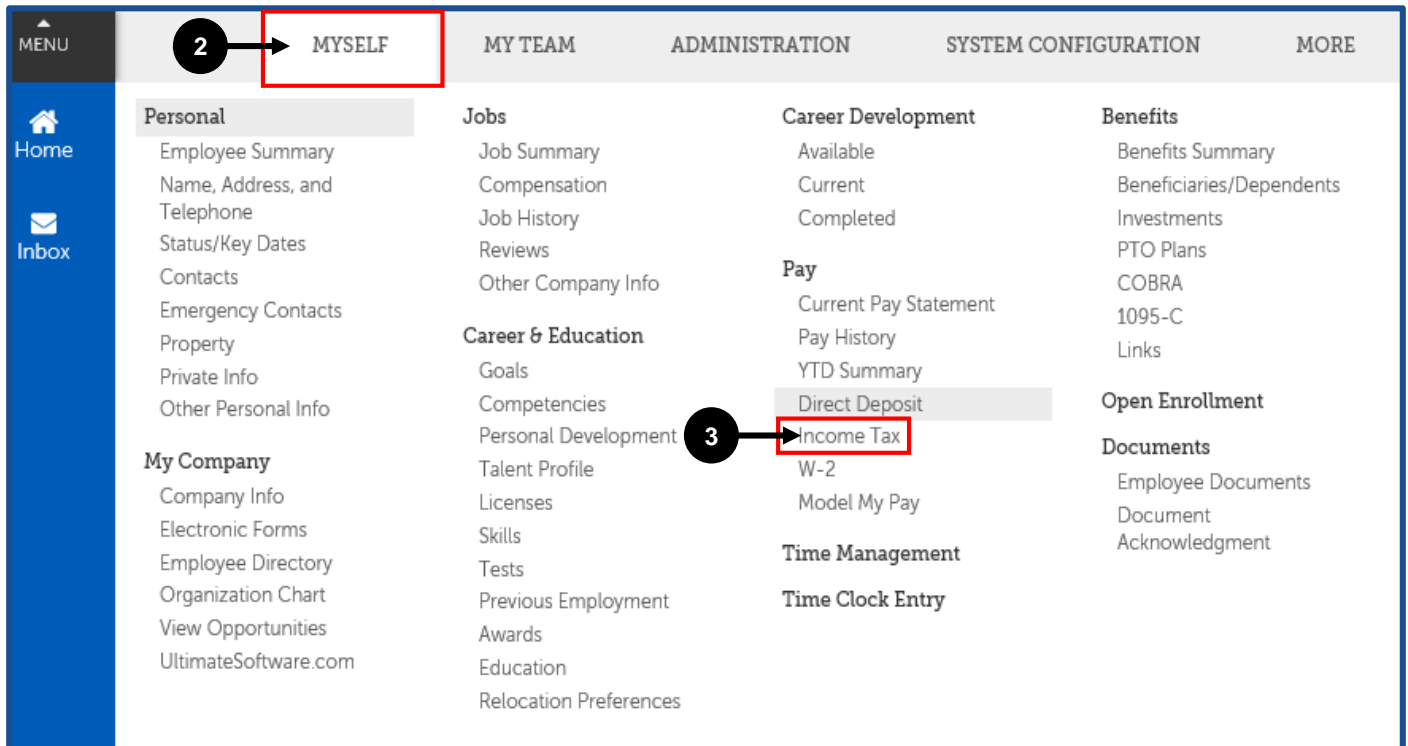 MENU
2
MYSELF
MY TEAM
ADMINISTRATION
SYSTEM CONFIGURATION
MORE
Home
Inbox
Personal
Employee Summary
Name, Address, and
Telephone
Status/Key Dates
Contacts
Emergency Contacts
Property
Private Info
Other Personal Info
My Company
Company Info
Electronic Forms
Employee Directory
Organization Chart
View Opportunities
UltimateSoftware.com
Jobs
Job Summary
Compensation
Job History
Reviews
Other Company Info
Career & Education
Goals
Competencies
Personal Development
Talent Profile
Licenses
Skills
Tests
Previous Employment
Awards
Education
Relocation Preferences
Career Development
Available
Current
Completed
Pay
Current Pay Statement
Pay History
YTD Summary
Direct Deposit
3
Income Tax
W-2
Model My Pay
Time Management
Time Clock Entry
Benefits
Benefits Summary
Beneficiaries/Dependents
Investments
PTO Plans
COBRA
1095-C
Links
Open Enrollment
Documents
Employee Documents
Document
Acknowledgment